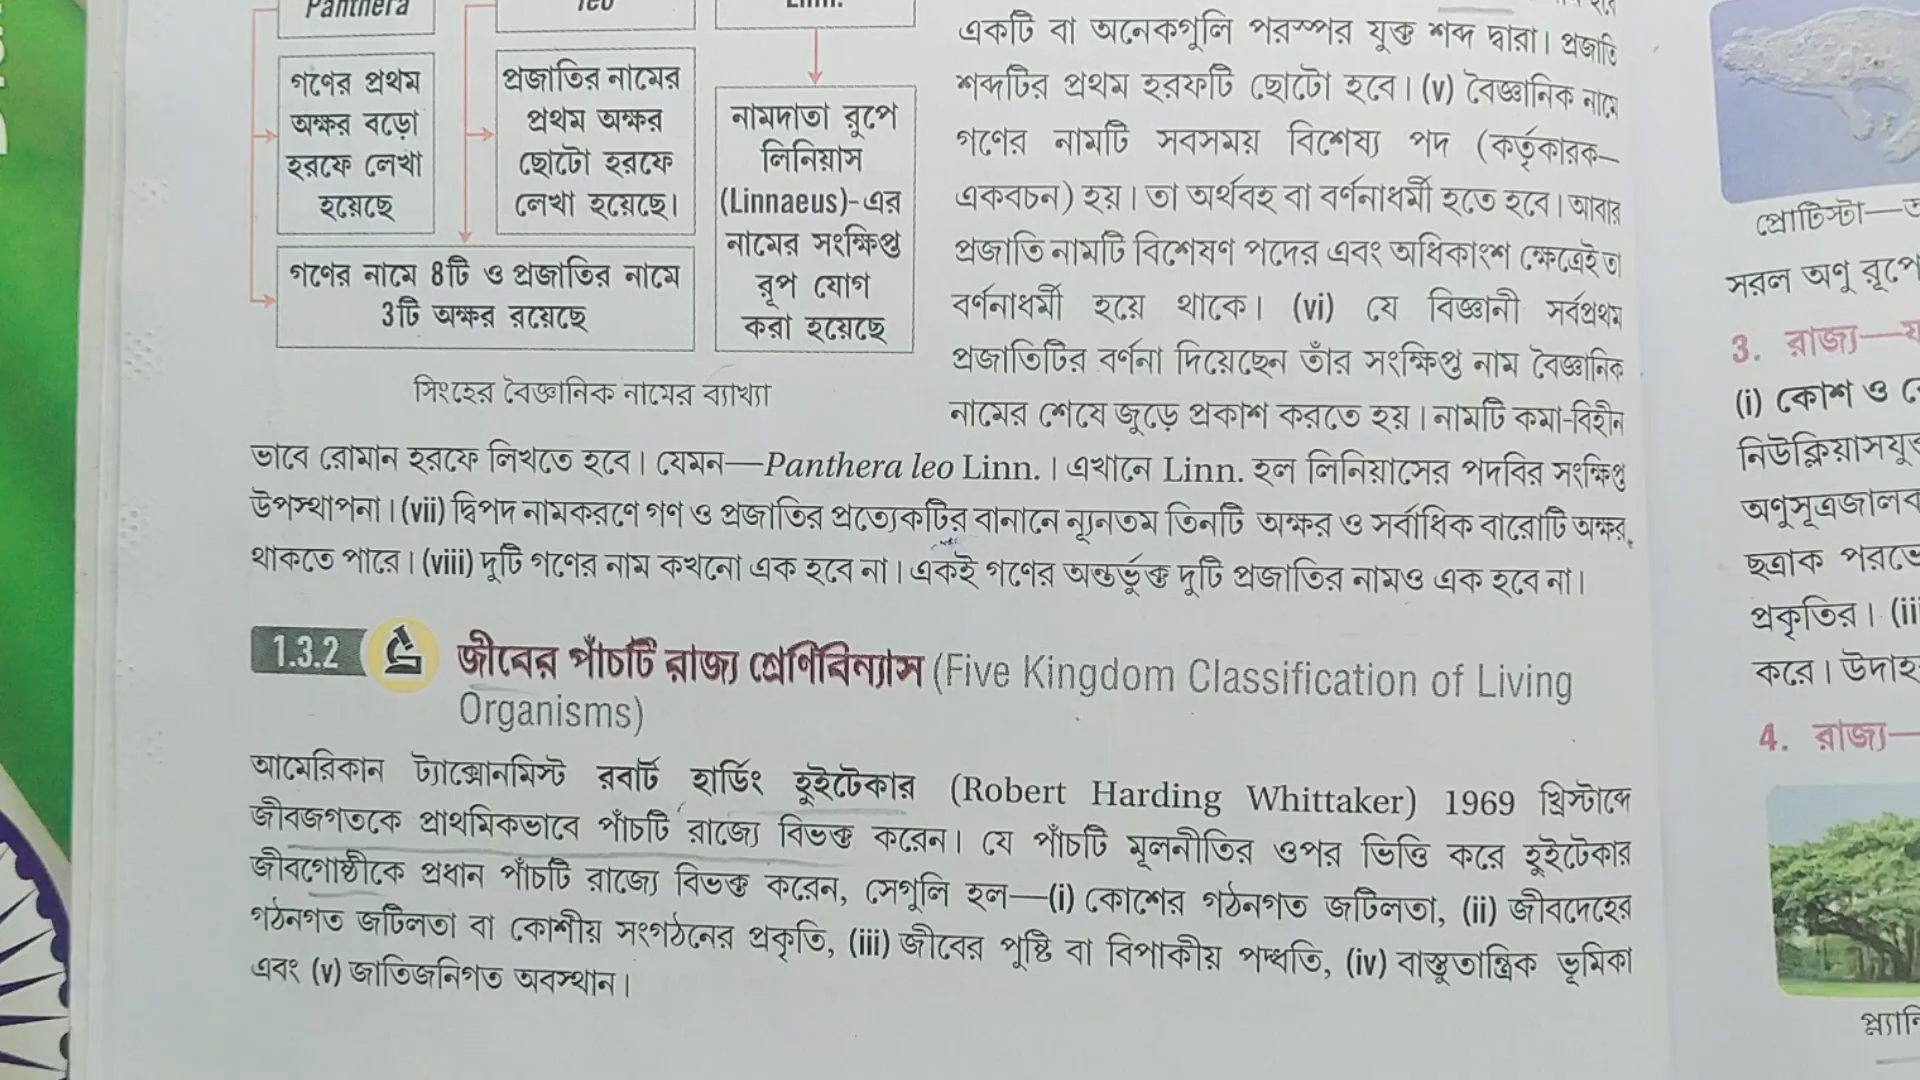 Panthera
leo
Linn.
গণের প্রথম
অক্ষর বড়ো
হরফে লেখা
হয়েছে
প্রজাতির নামের
প্রথম অক্ষর
ছোটো হরফে
লেখা হয়েছে।
নামদাতা রূপে
লিনিয়াস
(Linnaeus)-এর
নামের সংক্ষিপ্ত
রূপ যোগ
করা হয়েছে
গণের নামে 8টি ও প্রজাতির নামে
3টি অক্ষর রয়েছে
সিংহের বৈজ্ঞানিক নামের ব্যাখ্যা
একটি বা অনেকগুলি পরস্পর যুক্ত শব্দ দ্বারা। প্রজাতি
শব্দটির প্রথম হরফটি ছোটো হবে। (v) বৈজ্ঞানিক নামে
গণের নামটি সবসময় বিশেষ্য পদ (কর্তৃকারক—
একবচন) হয়। তা অর্থবহ বা বর্ণনাধর্মী হতে হবে। আবার
প্রজাতি নামটি বিশেষণ পদের এবং অধিকাংশ ক্ষেত্রেই তা
বর্ণনাধর্মী হয়ে থাকে। (vi) যে বিজ্ঞানী সর্বপ্রথম
প্রজাতিটির বর্ণনা দিয়েছেন তাঁর সংক্ষিপ্ত নাম বৈজ্ঞানিক
নামের শেষে জুড়ে প্রকাশ করতে হয়। নামটি কমা-বিহীন
ভাবে রোমান হরফে লিখতে হবে। যেমন—Panthera leo Linn. । এখানে Linn. হল লিনিয়াসের পদবির সংক্ষিপ্ত
উপস্থাপনা। (vii) দ্বিপদ নামকরণে গণ ও প্রজাতির প্রত্যেকটির বানানে ন্যূনতম তিনটি অক্ষর ও সর্বাধিক বারোটি অক্ষর
থাকতে পারে। (viii) দুটি গণের নাম কখনো এক হবে না। একই গণের অন্তর্ভুক্ত দুটি প্রজাতির নামও এক হবে না।
1.3.2 জীবের পাঁচটি রাজ্য শ্রেণিবিন্যাস (Five Kingdom Classification of Living
Organisms)
আমেরিকান ট্যাক্সোনমিস্ট রবার্ট হার্ডিং হুইটেকার (Robert Harding Whittaker) 1969 খ্রিস্টাব্দে
জীবজগতকে প্রাথমিকভাবে পাঁচটি রাজ্যে বিভক্ত করেন। যে পাঁচটি মূলনীতির ওপর ভিত্তি করে হুইটেকার
জীবগোষ্ঠীকে প্রধান পাঁচটি রাজ্যে বিভক্ত করেন, সেগুলি হল—(i) কোশের গঠনগত জটিলতা, (ii) জীবদেহের
গঠনগত জটিলতা বা কোশীয় সংগঠনের প্রকৃতি, (iii) জীবের পুষ্টি বা বিপাকীয় পদ্ধতি, (iv) বাস্তুতান্ত্রিক ভূমিকা
এবং (v) জাতিজনিগত অবস্থান।
প্রোটিস্টা—
সরল অণু রূপে
3. রাজ্য—
(i) কোশ ও
নিউক্লিয়াসযুক্ত
অণুসূত্রজালক
ছত্রাক পরভো
প্রকৃতির। (ii
করে। উদাহ
4. রাজ্য—